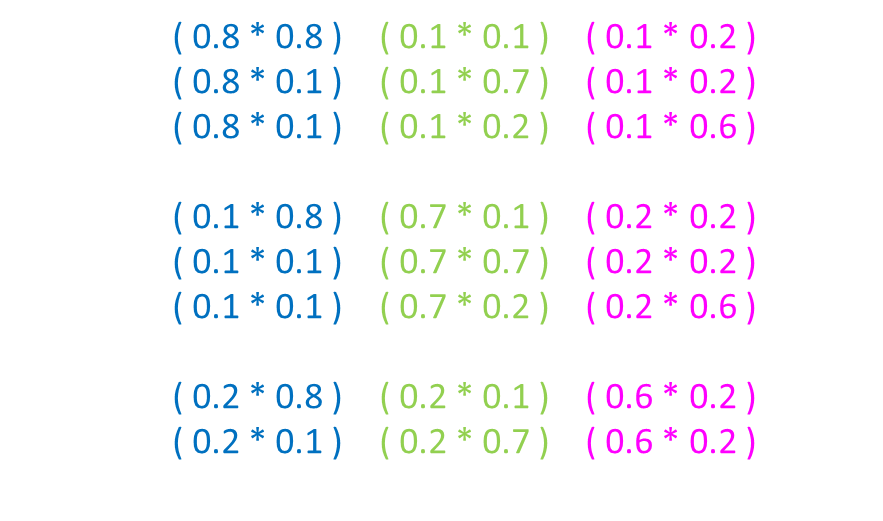 ( 0.8 * 0.8 ) ( 0.1 * 0.1 ) ( 0.1 * 0.2 )
( 0.8 * 0.1 ) ( 0.1 * 0.7 ) ( 0.1 * 0.2 )
( 0.8 * 0.1 ) ( 0.1 * 0.2 ) ( 0.1 * 0.6 )
( 0.1 * 0.8 ) ( 0.7 * 0.1 ) ( 0.2 * 0.2 )
( 0.1 * 0.1 ) ( 0.7 * 0.7 ) ( 0.2 * 0.2 )
( 0.1 * 0.1 ) ( 0.7 * 0.2 ) ( 0.2 * 0.6 )
( 0.2 * 0.8 ) ( 0.2 * 0.1 ) ( 0.6 * 0.2 )
( 0.2 * 0.1 ) ( 0.2 * 0.7 ) ( 0.6 * 0.2 )